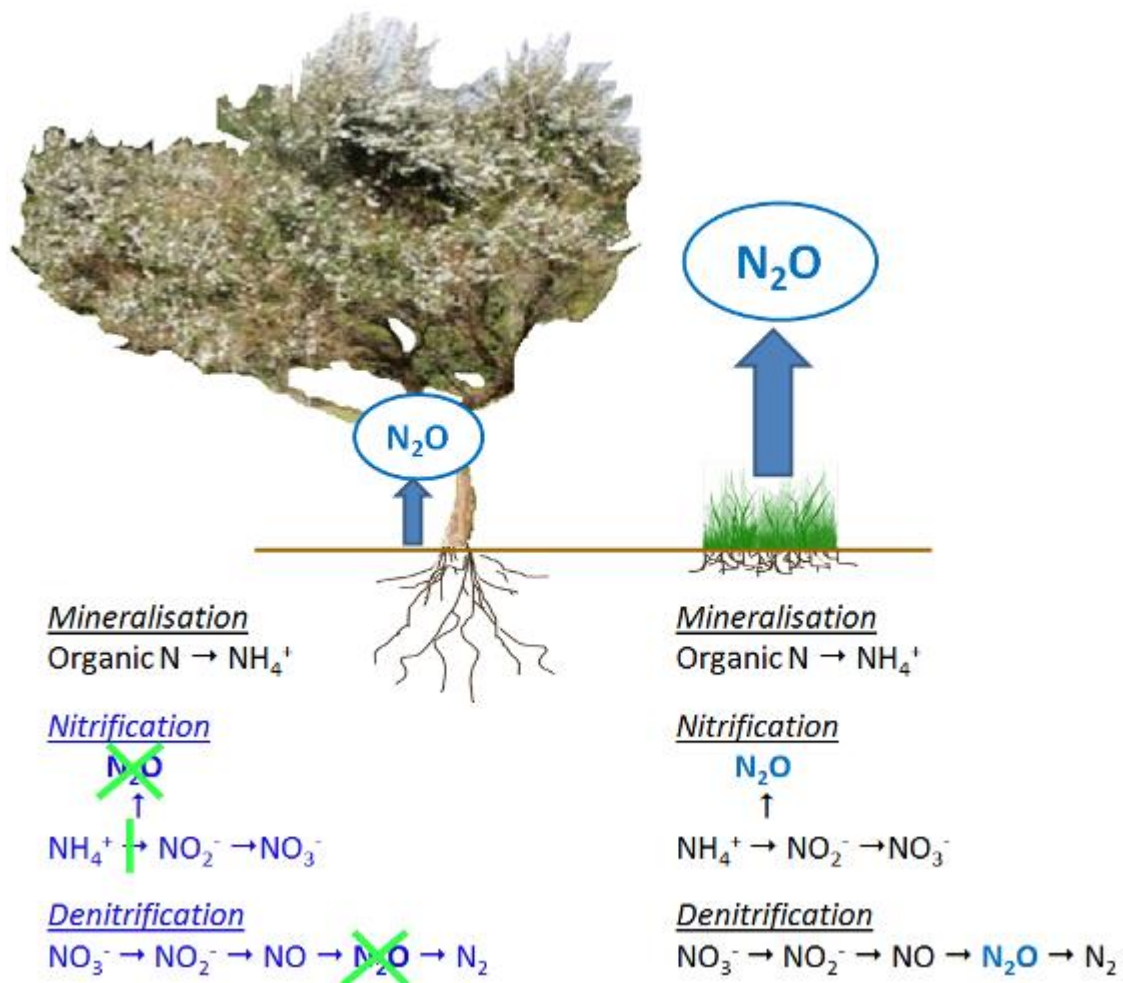 N₂O
N₂O
Mineralisation
Organic N → NH₄⁺
Nitrification
N₂O
↑
NH₄⁺ → NO₂⁻ →NO₃⁻
Denitrification
NO₃⁻ → NO₂⁻ → NO → N₂O → N₂
Mineralisation
Organic N → NH₄⁺
Nitrification
N₂O
↑
NH₄⁺ → NO₂⁻ →NO₃⁻
Denitrification
NO₃⁻ → NO₂⁻ → NO → N₂O → N₂